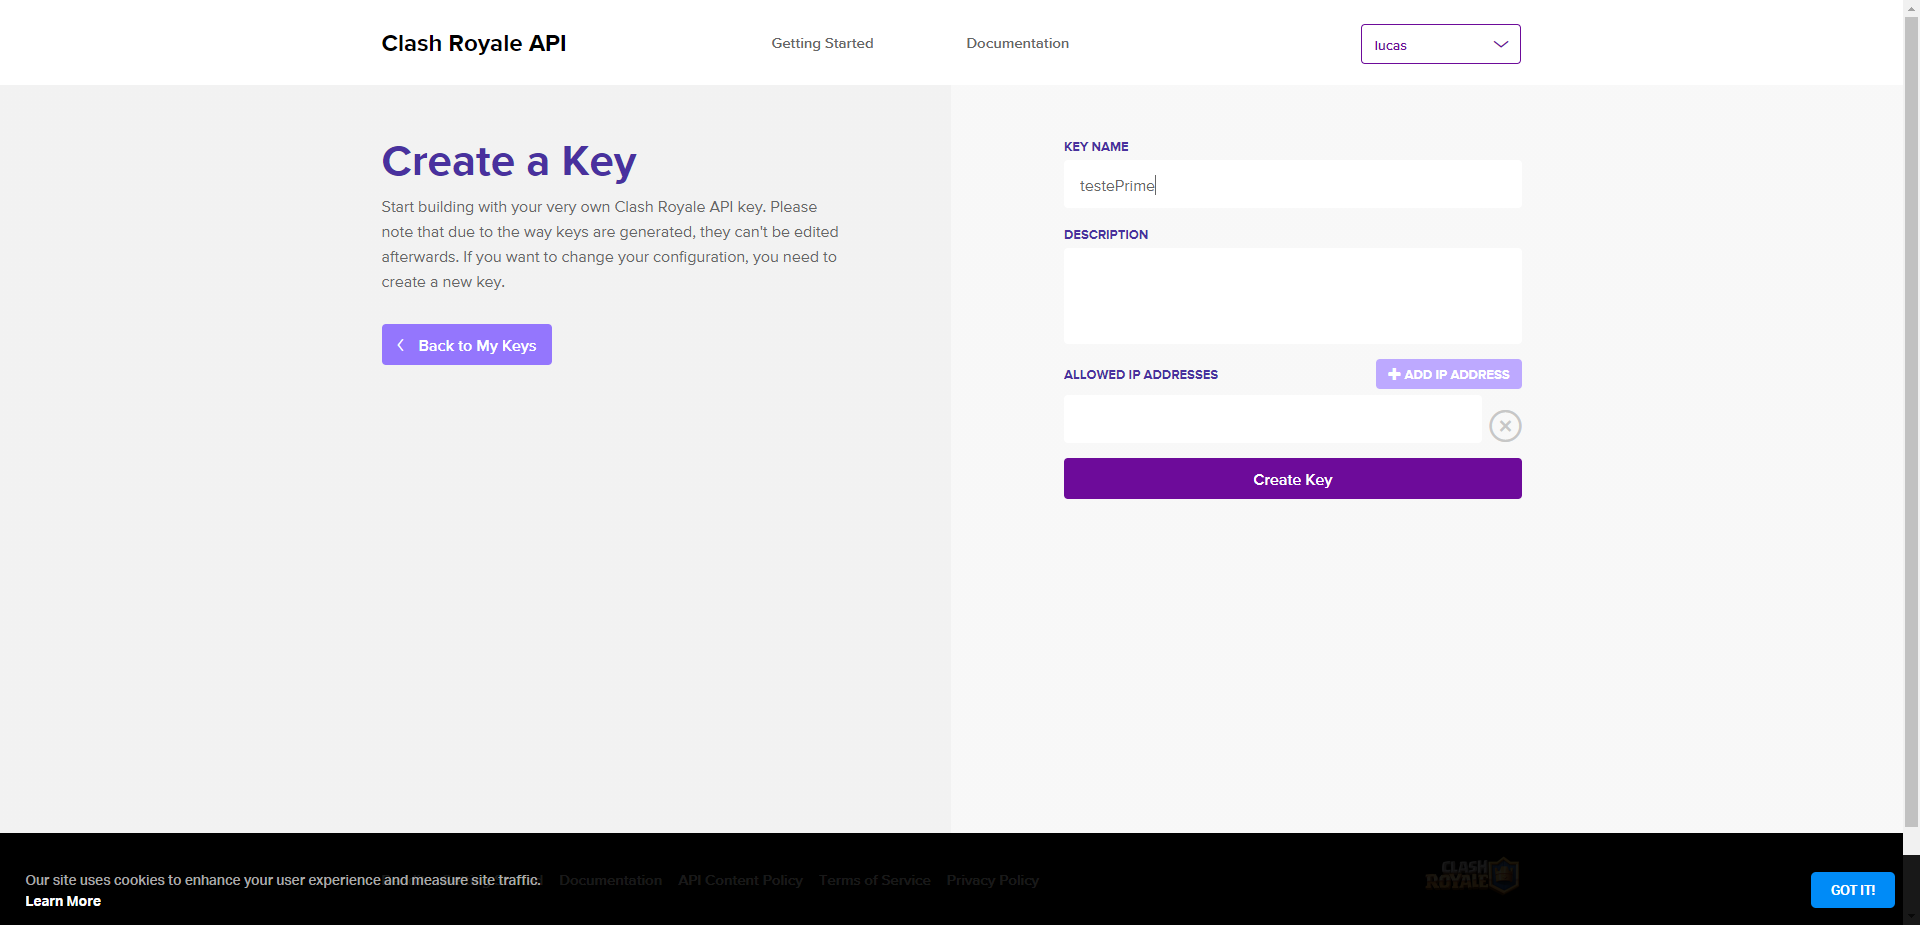 Clash Royale API
Getting Started
Documentation
lucas
Create a Key
Start building with your very own Clash Royale API key. Please
note that due to the way keys are generated, they can't be edited
afterwards. If you want to change your configuration, you need to
create a new key.
Back to My Keys
KEY NAME
testePrime
DESCRIPTION
ALLOWED IP ADDRESSES
ADD IP ADDRESS
Create Key
Our site uses cookies to enhance your user experience and measure site traffic.
Learn More
Documentation
API Content Policy
Terms of Service
Privacy Policy
CLASH
ROYALE
GOT IT!